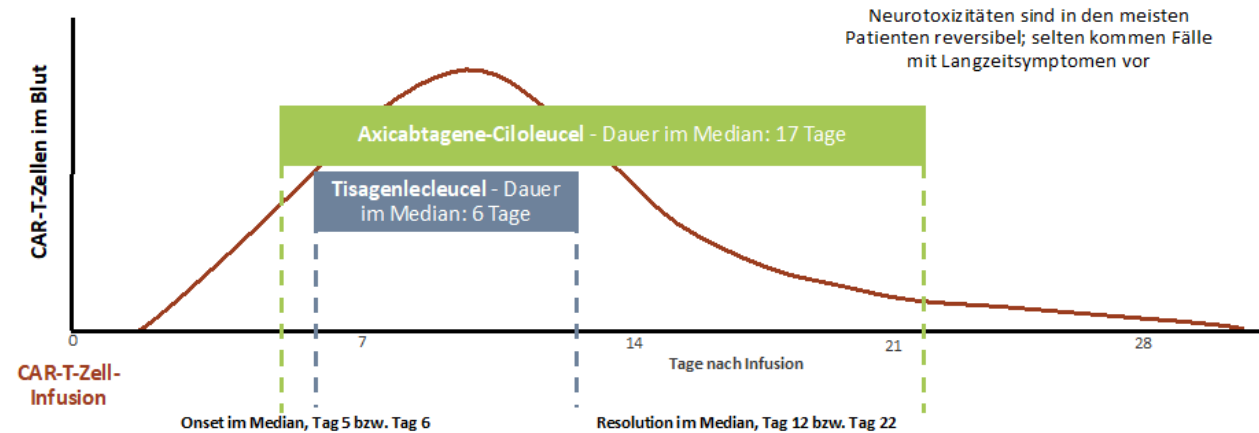 Neurotoxizitäten sind in den meisten
Patienten reversibel; selten kommen Fälle
mit Langzeitsymptomen vor
CAR-T-Zellen im Blut
Axicabtagene-Ciloleucel - Dauer im Median: 17 Tage
Tisagenlecleucel - Dauer
im Median: 6 Tage
0
7
14
21
28
Tage nach Infusion
CAR-T-Zell-
Infusion
Onset im Median, Tag 5 bzw. Tag 6
Resolution im Median, Tag 12 bzw. Tag 22